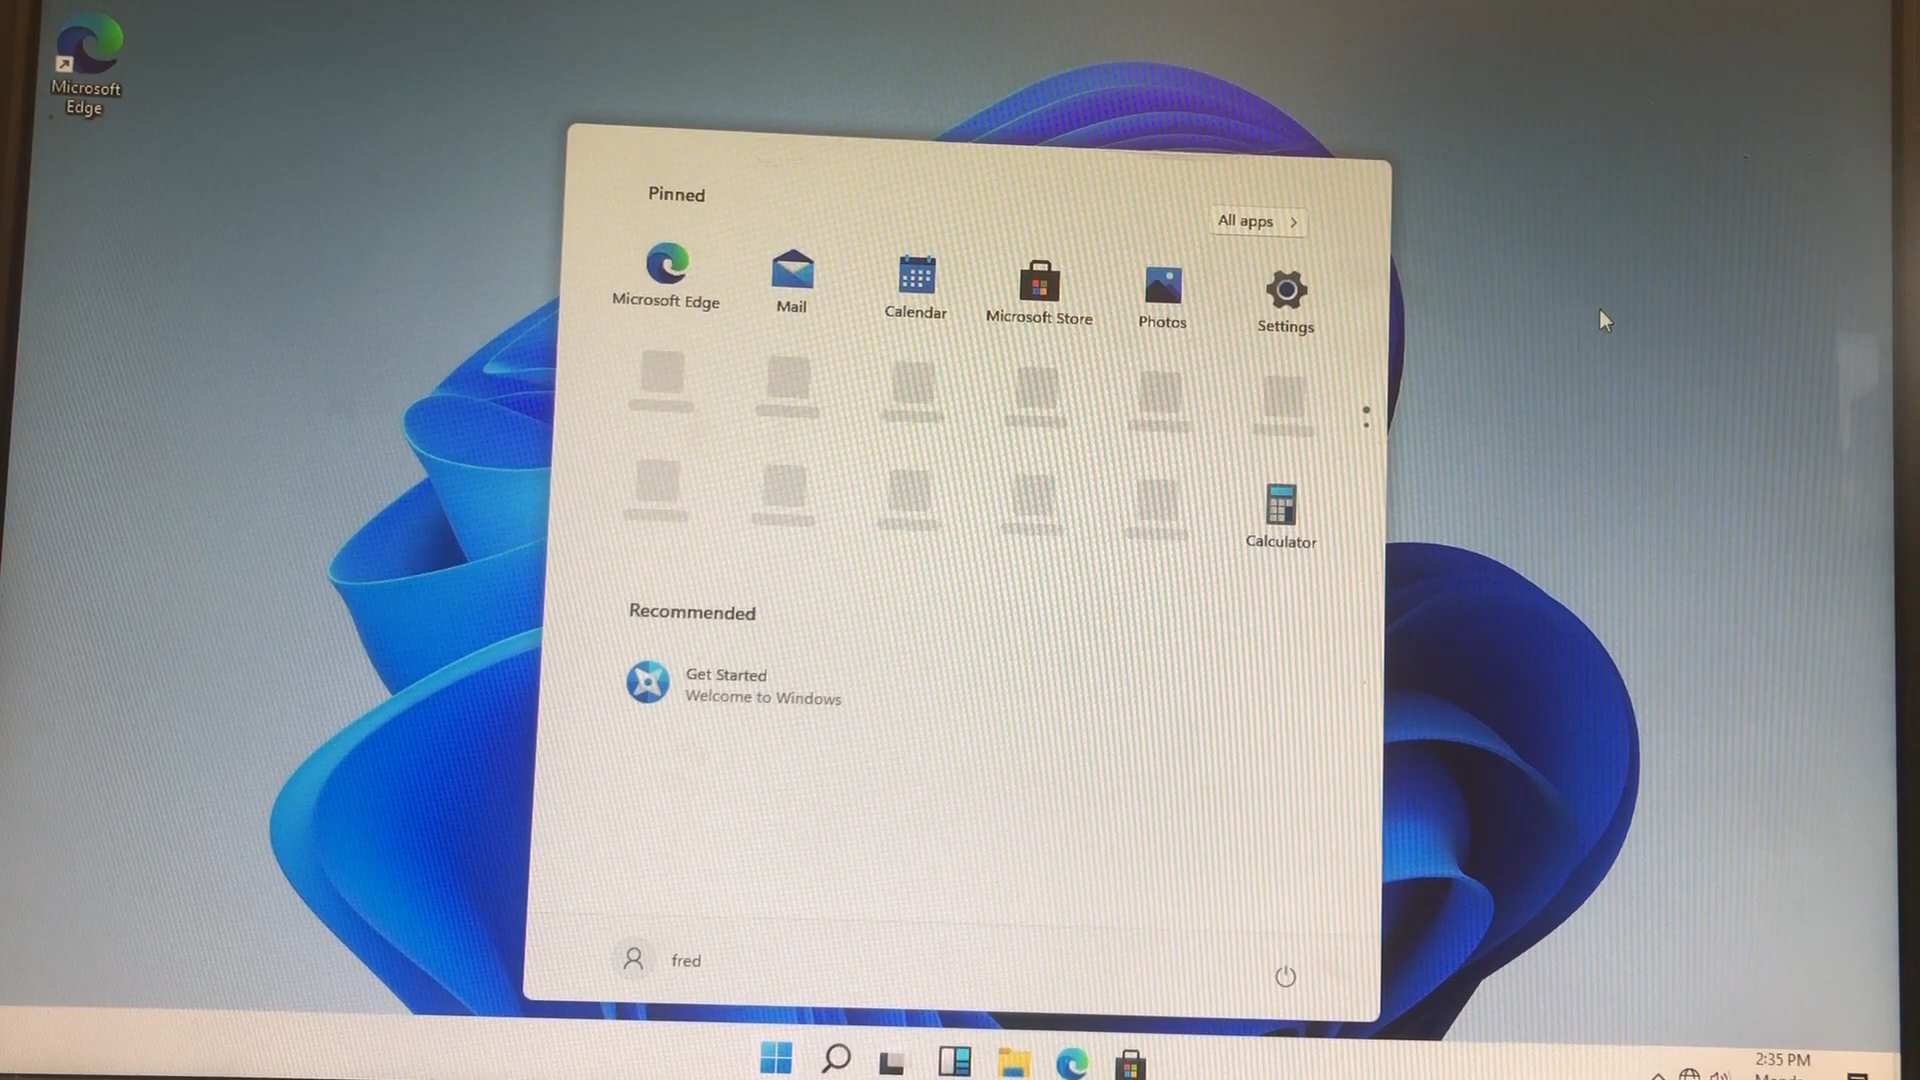 Microsoft
Edge
Pinned
All apps
Microsoft Edge
Mail
Calendar
Microsoft Store
Photos
Settings
Calculator
Recommended
Get Started
Welcome to Windows
fred
2:35 PM